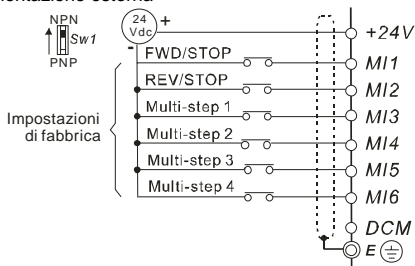 entazione esterna
NPN
Sw1
PNP
24
Vdc
+
-
+24V
FWD/STOP
MI1
REV/STOP
MI2
Multi-step 1
MI3
Impostazioni
di fabbrica
Multi-step 2
MI4
Multi-step 3
MI5
Multi-step 4
MI6
DCM
E